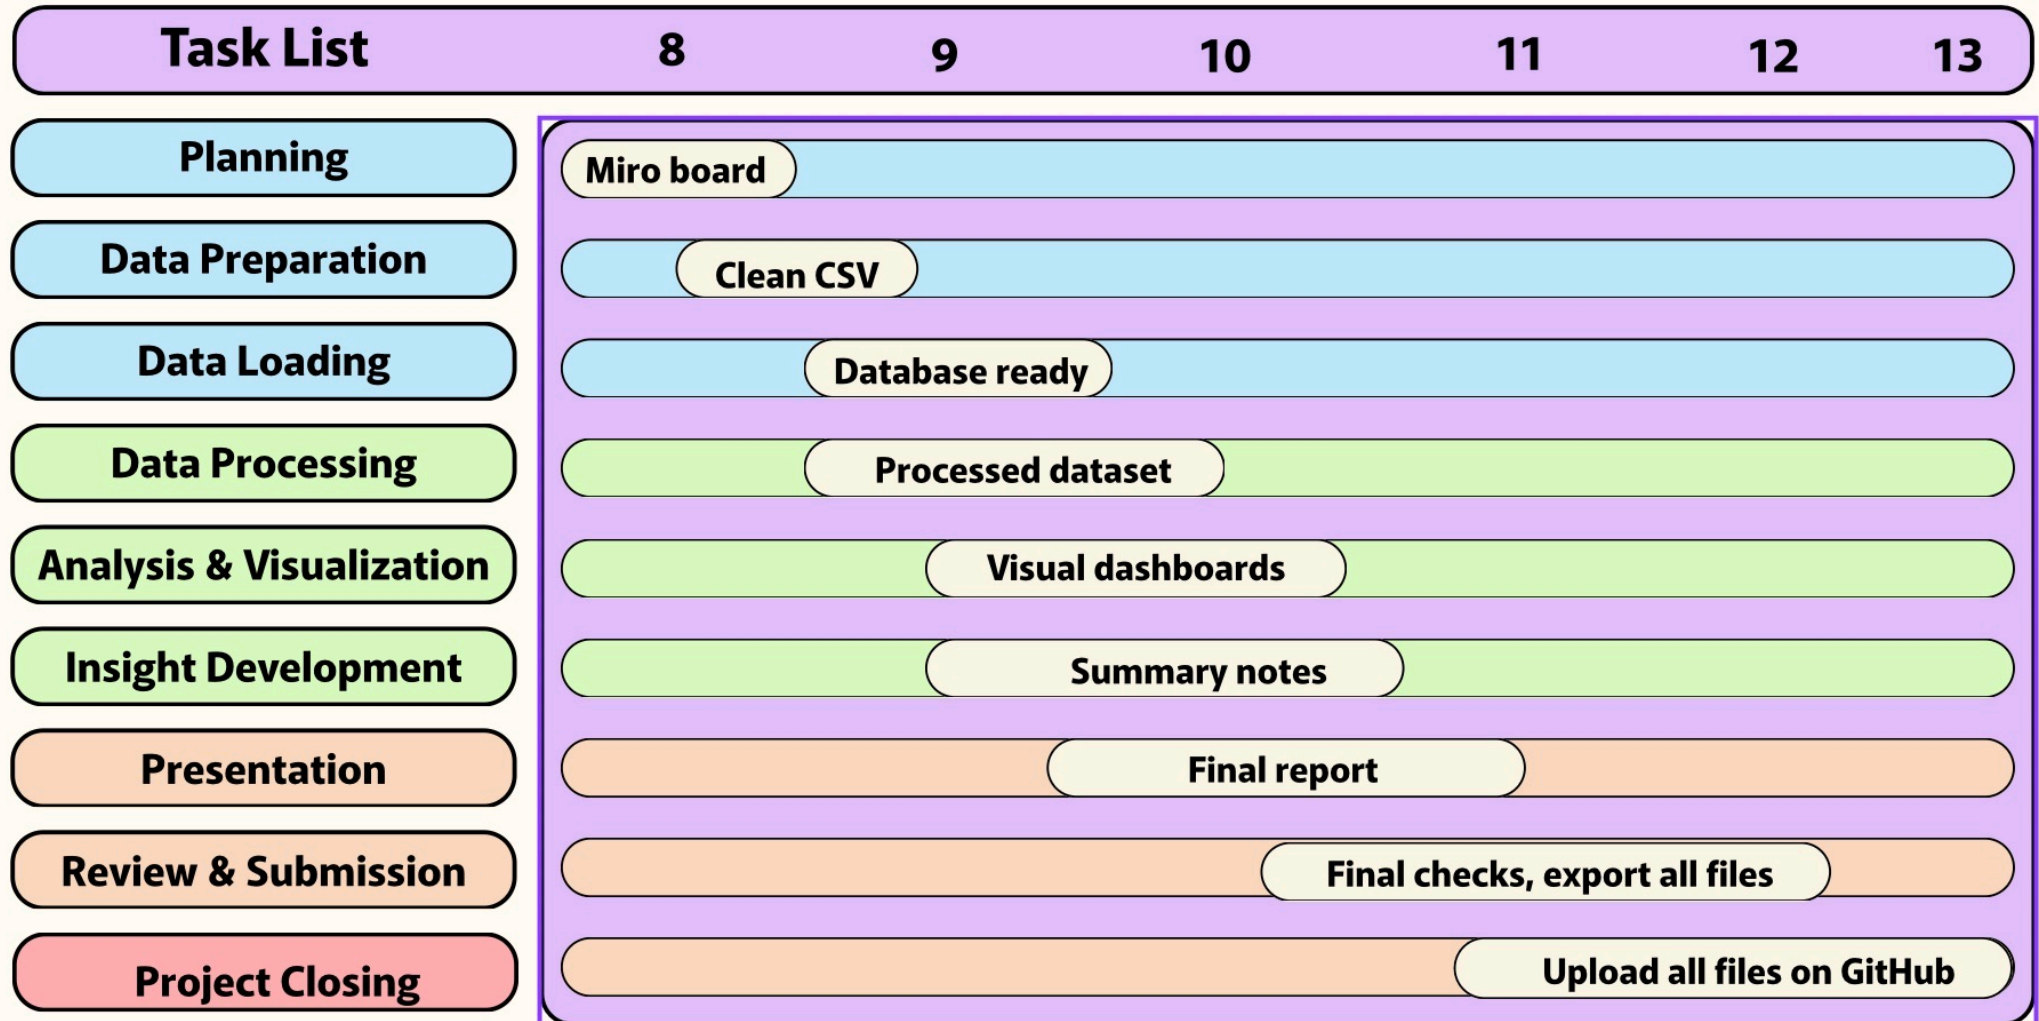 Task List 8 9 10 11 12 13
Planning
Miro board
Data Preparation
Clean CSV
Data Loading
Database ready
Data Processing
Processed dataset
Analysis & Visualization
Visual dashboards
Insight Development
Summary notes
Presentation
Final report
Review & Submission
Final checks, export all files
Project Closing
Upload all files on GitHub